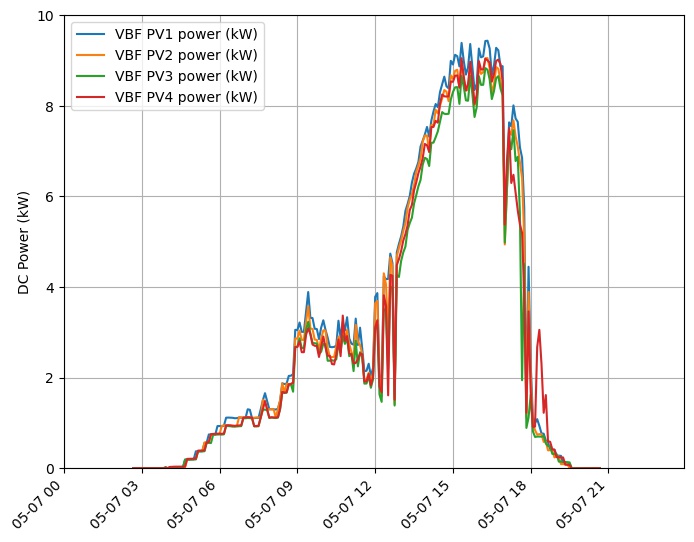 VBF PV1 power (kW)
VBF PV2 power (kW)
VBF PV3 power (kW)
VBF PV4 power (kW)
DC Power (kW)
10
8
6
4
2
0
05-07 00
05-07 03
05-07 06
05-07 09
05-07 12
05-07 15
05-07 18
05-07 21